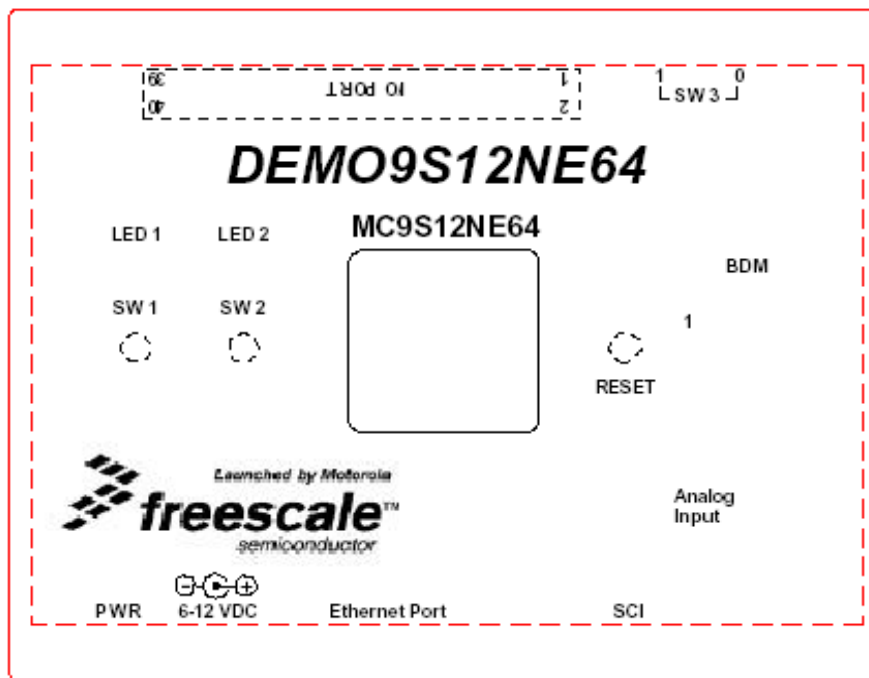 39 IO PORT 1
40 2
1 0
SW 3
DEMO9S12NE64
MC9S12NE64
LED 1 LED 2
BDM
SW 1 SW 2
1
RESET
Launched by Motorola
freescale™
semiconductor
Analog
Input
PWR 6-12 VDC Ethernet Port SCI